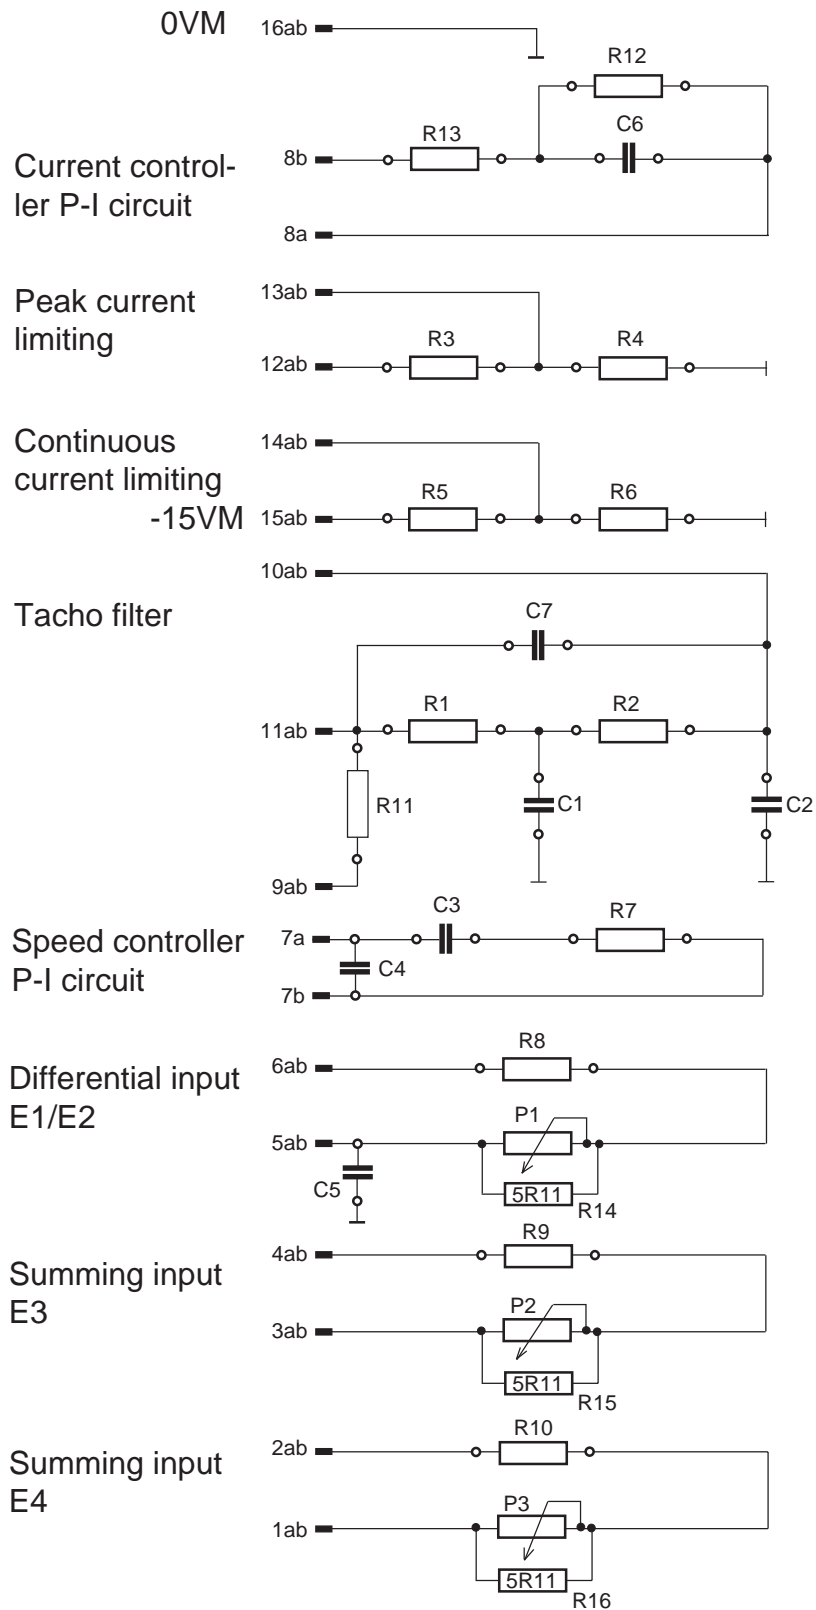 0VM 16ab
R12
C6
R13
8b
Current control-
ler P-I circuit
8a
13ab
Peak current
limiting
R3 R4
12ab
Continuous
current limiting
14ab
R5 R6
-15VM 15ab
10ab
Tacho filter
C7
R1 R2
11ab
R11 C1 C2
9ab
C3 R7
Speed controller
P-I circuit
7a
C4
7b
R8
6ab
Differential input
E1/E2
P1
5ab
C5
5R11
R14
R9
4ab
Summing input
E3
P2
3ab
5R11
R15
R10
2ab
Summing input
E4
P3
1ab
5R11
R16